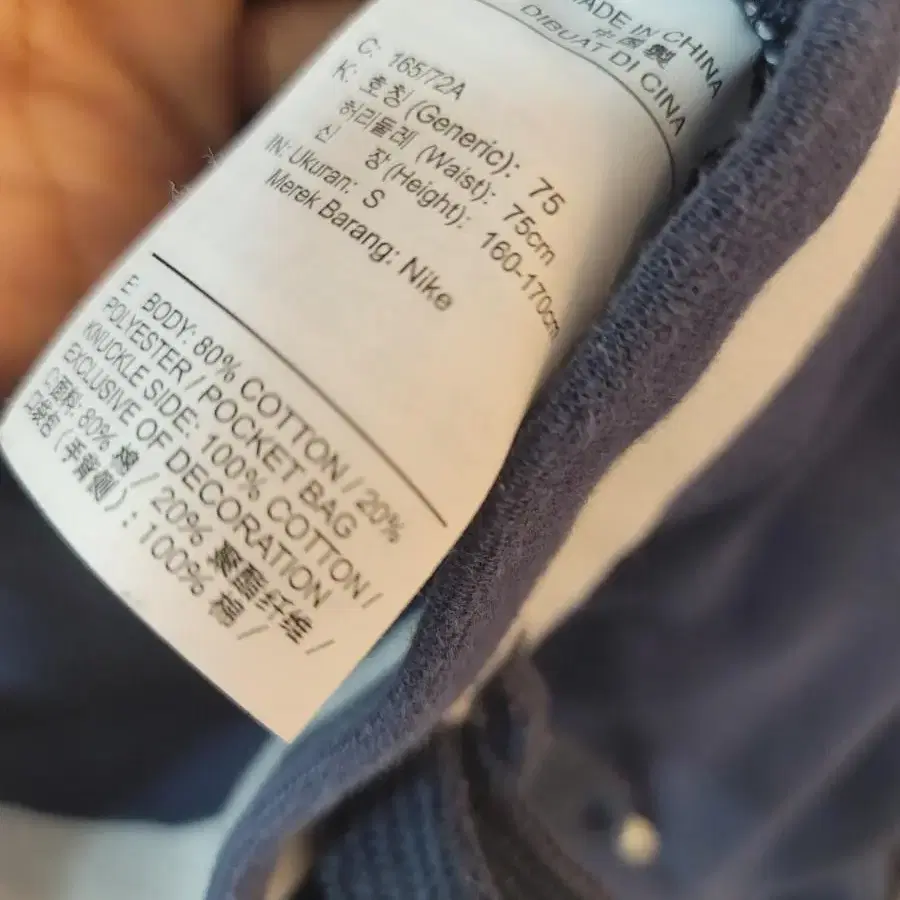 MADE IN CHINA
中國製
DIBUAT DI CINA
C: 165/72A
K: 호칭 (Generic): 75
허리둘레 (Waist): 75cm
신 장 (Height): 160-170cm
IN: Ukuran: S
Merek Barang: Nike
E: BODY: 80% COTTON / 20%
POLYESTER / POCKET BAG
KNUCKLE SIDE: 100% COTTON /
EXCLUSIVE OF DECORATION
C:面料: 80% 棉 / 20% 聚酯纤维 /
口袋布 (手背侧) : 100% 棉 /